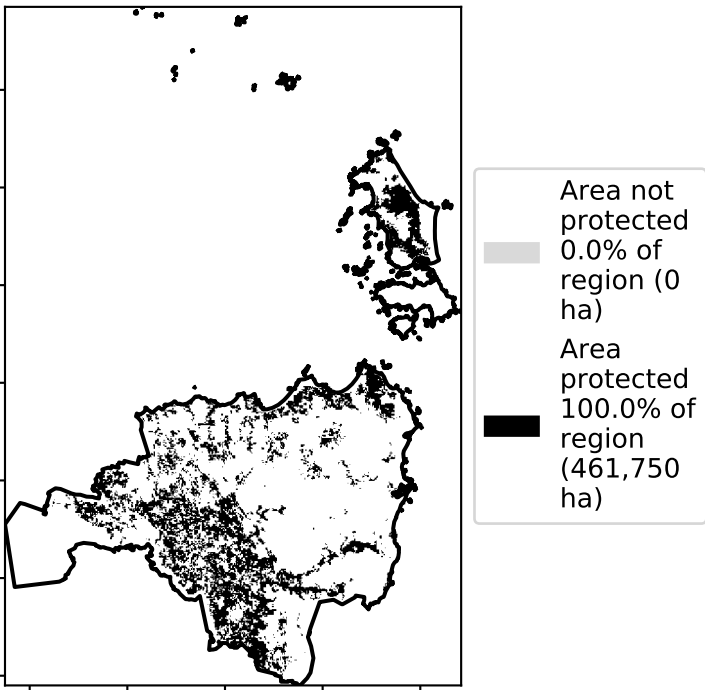 Area not
protected
0.0% of
region (0
ha)
Area
protected
100.0% of
region
(461,750
ha)